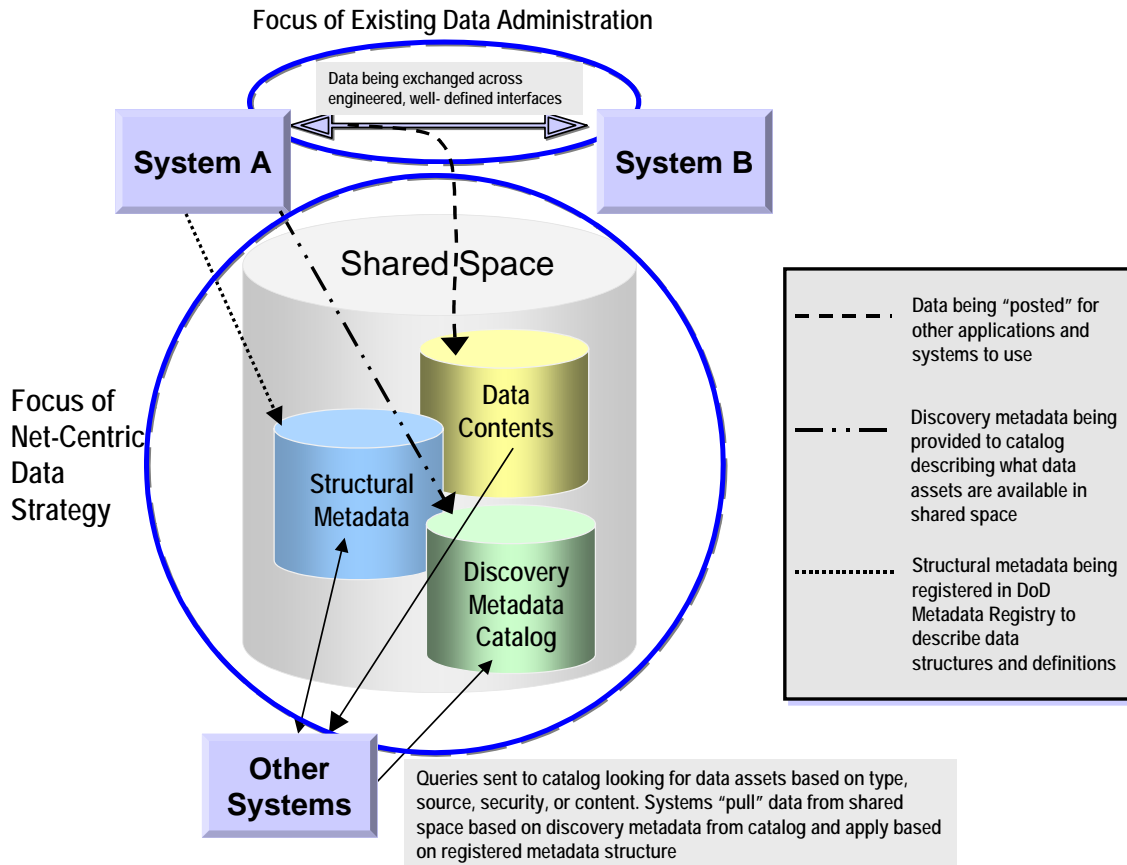 Focus of Existing Data Administration
Data being exchanged across
engineered, well- defined interfaces
System A
System B
Shared Space
Data
Contents
Structural
Metadata
Discovery
Metadata
Catalog
Focus of
Net-Centric
Data
Strategy
Other
Systems
Queries sent to catalog looking for data assets based on type,
source, security, or content. Systems “pull” data from shared
space based on discovery metadata from catalog and apply based
on registered metadata structure
Data being “posted” for
other applications and
systems to use
Discovery metadata being
provided to catalog
describing what data
assets are available in
shared space
Structural metadata being
registered in DoD
Metadata Registry to
describe data
structures and definitions